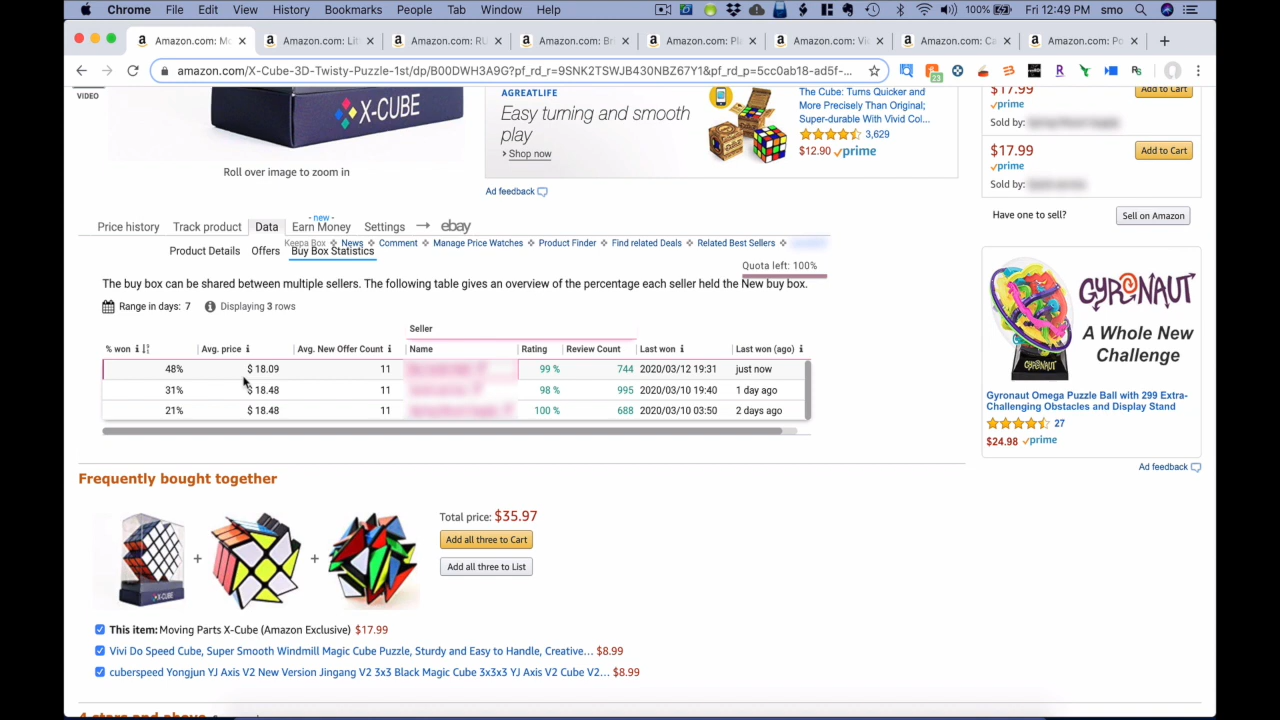 Chrome File Edit View History Bookmarks People Tab Window Help 100% Fri 12:49 PM smo
Amazon.com: Mo Amazon.com: Lit Amazon.com: RU Amazon.com: Br Amazon.com: Pl Amazon.com: Vi Amazon.com: Ca Amazon.com: Po
amazon.com/X-Cube-3D-Twisty-Puzzle-1st/dp/B00DWH3A9G?pf_rd_r=9SNK2TSWJB430NBZ67Y1&pf_rd_p=5cc0ab18-ad5f-... 23
VIDEO
X-CUBE
Roll over image to zoom in
AGREATLIFE
Easy turning and smooth
play
Shop now
The Cube: Turns Quicker and
More Precisely Than Original;
Super-durable With Vivid Col...
3,629
$12.90 prime
Ad feedback
$17.99 Add to Cart
prime
Sold by:
$17.99 Add to Cart
prime
Sold by:
Have one to sell? Sell on Amazon
- new -
Price history Track product Data Earn Money Settings → ebay
Keepa Box News Comment Manage Price Watches Product Finder Find related Deals Related Best Sellers
Product Details Offers Buy Box Statistics
Quota left: 100%
The buy box can be shared between multiple sellers. The following table gives an overview of the percentage each seller held the New buy box.
Range in days: 7 Displaying 3 rows
Seller
% won Avg. price Avg. New Offer Count Name Rating Review Count Last won Last won (ago)
48% $ 18.09 11 99 % 744 2020/03/12 19:31 just now
31% $ 18.48 11 98 % 995 2020/03/10 19:40 1 day ago
21% $ 18.48 11 100 % 688 2020/03/10 03:50 2 days ago
GYRONAUT
A Whole New
Challenge
GYRONAUT
Gyronaut Omega Puzzle Ball with 299 Extra-
Challenging Obstacles and Display Stand
27
$24.98 prime
Ad feedback
Frequently bought together
X-CUBE
+ +
Total price: $35.97
Add all three to Cart
Add all three to List
This item: Moving Parts X-Cube (Amazon Exclusive) $17.99
Vivi Do Speed Cube, Super Smooth Windmill Magic Cube Puzzle, Sturdy and Easy to Handle, Creative... $8.99
cuberspeed Yongjun YJ Axis V2 New Version Jingang V2 3x3 Black Magic Cube 3x3x3 YJ Axis V2 Cube V2... $8.99
4 stars and above